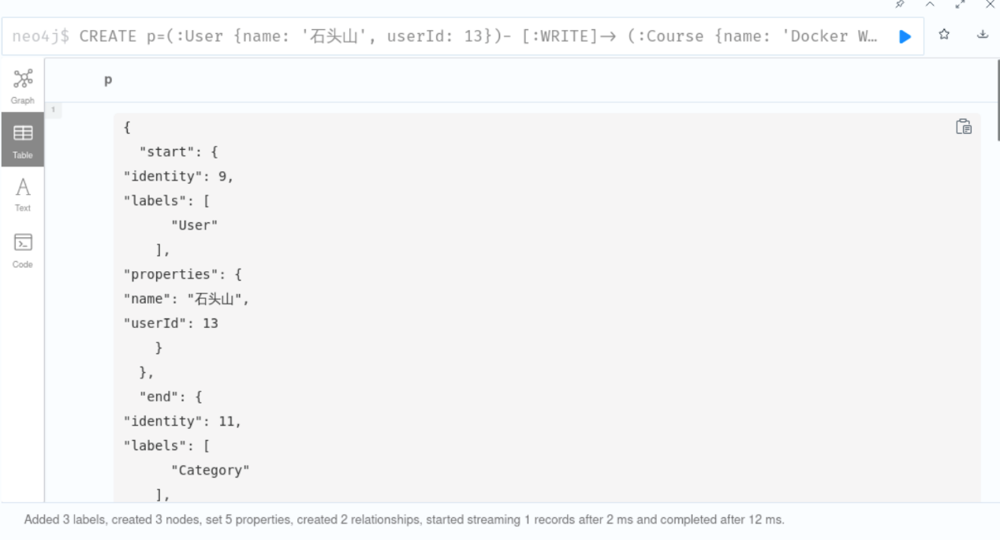 neo4j$ CREATE p=(:User {name: '石头山', userId: 13})- [:WRITE]-> (:Course {name: 'Docker W…
Graph
Table
Text
Code
p
1
{
"start": {
"identity": 9,
"labels": [
"User"
],
"properties": {
"name": "石头山",
"userId": 13
}
},
"end": {
"identity": 11,
"labels": [
"Category"
],
Added 3 labels, created 3 nodes, set 5 properties, created 2 relationships, started streaming 1 records after 2 ms and completed after 12 ms.